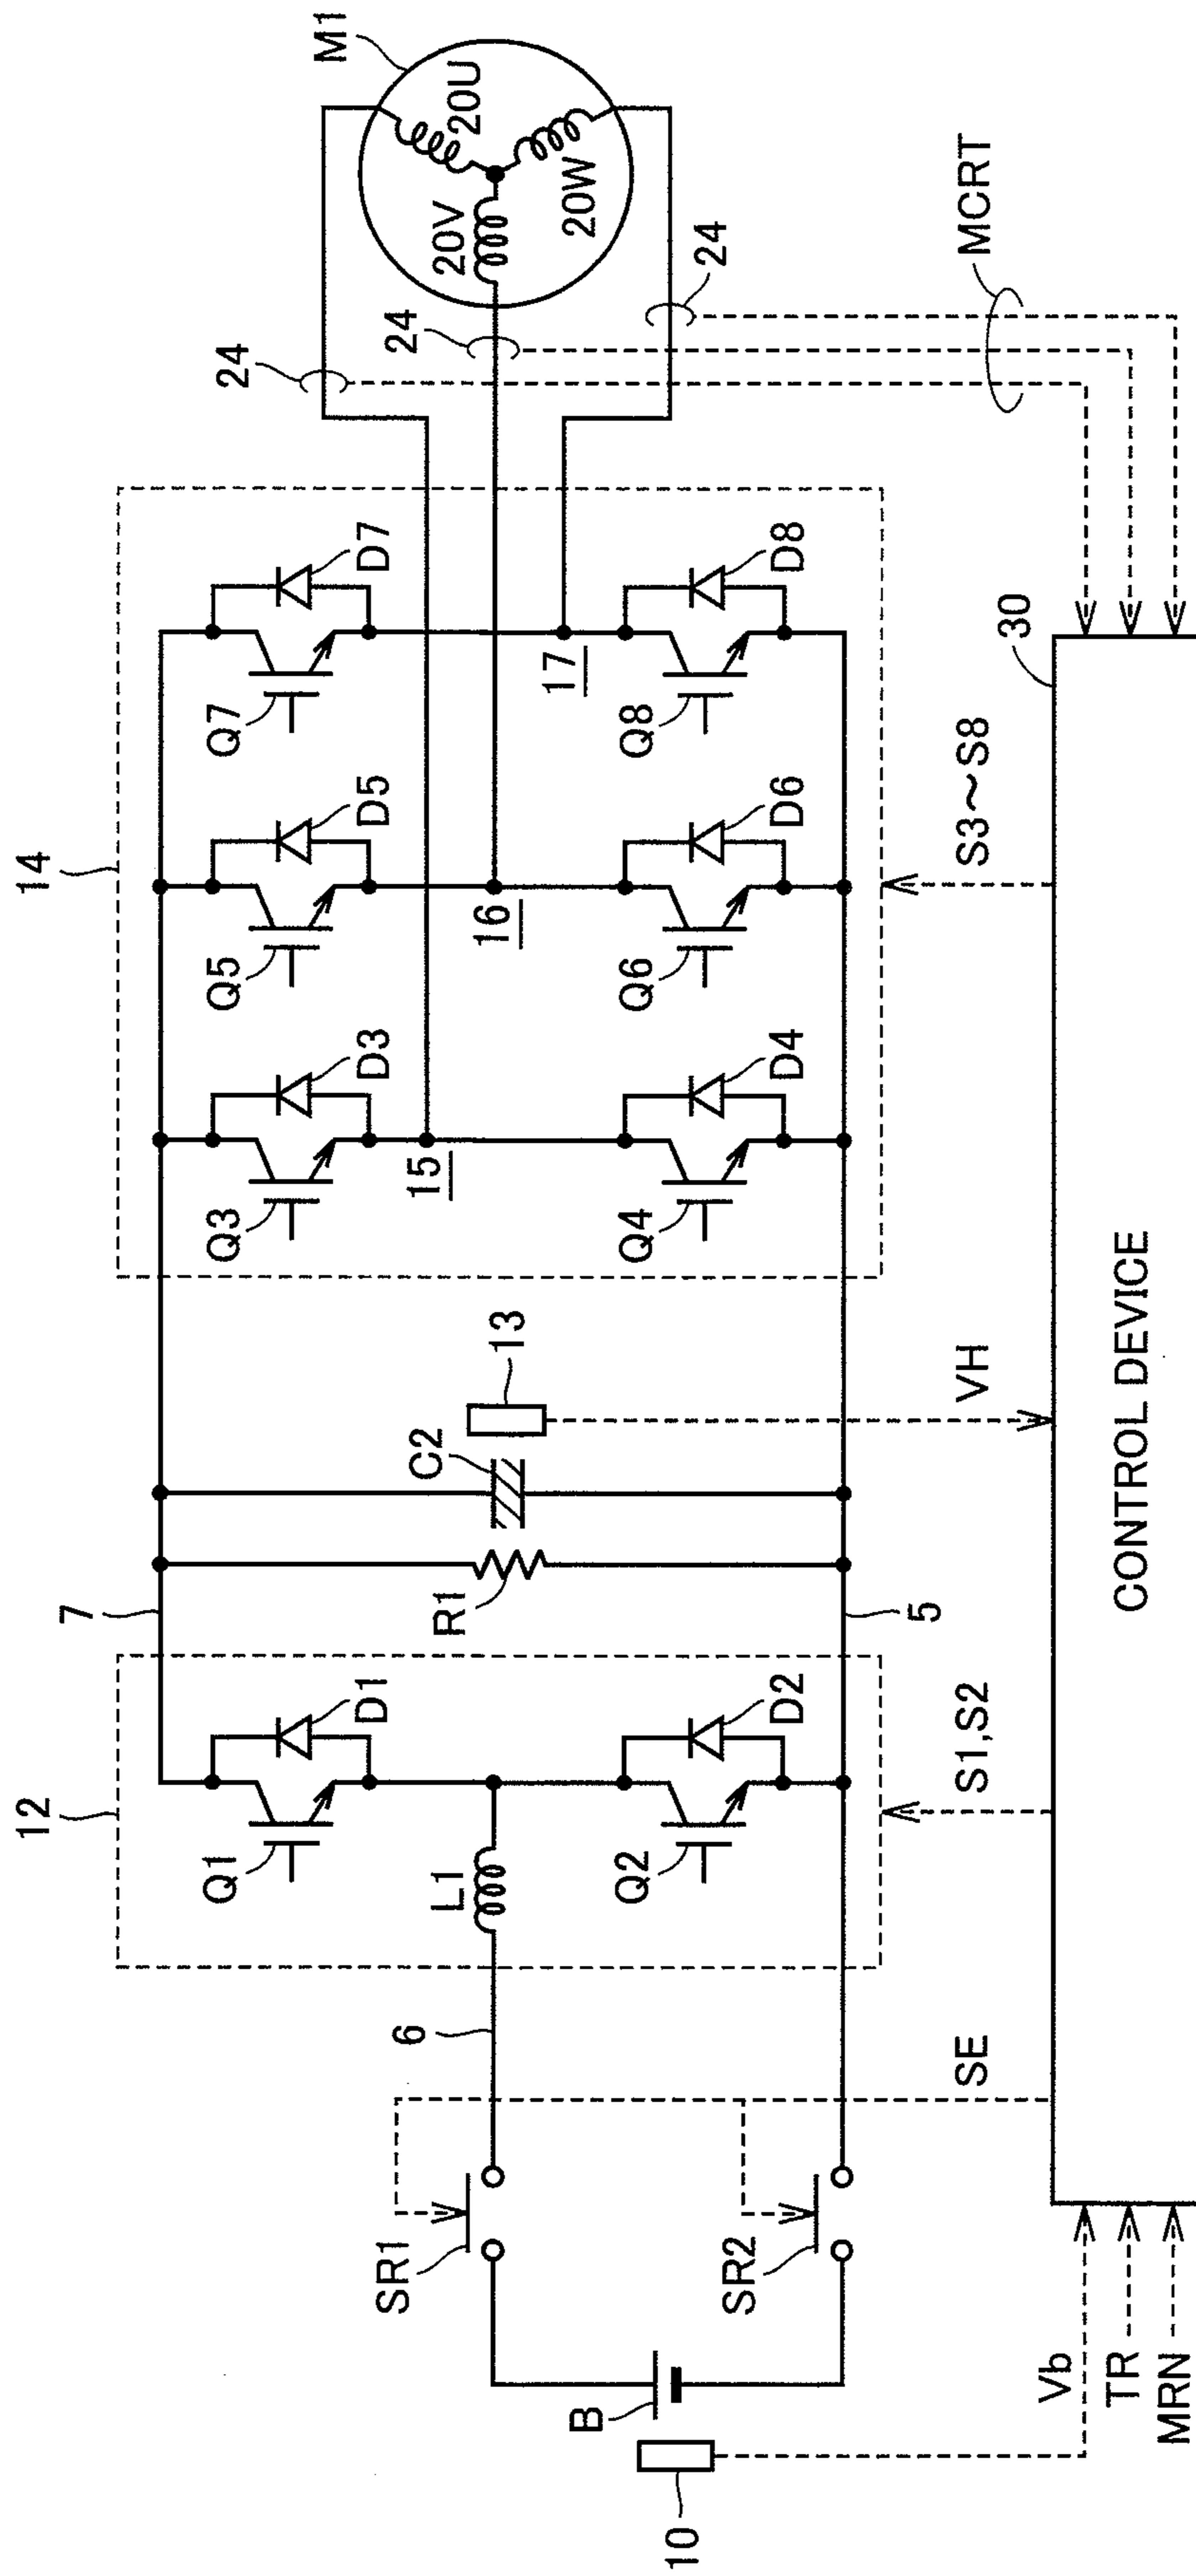 12
14
7
Q1
D1
Q3
D3
Q5
D5
Q7
D7
24
M1
20U
20V
20W
SR1
6
L1
R1
C2
13
15
16
17
24
24
B
10
SR2
Q2
D2
5
Q4
D4
Q6
D6
Q8
D8
SE
S1,S2
VH
S3~S8
30
MCRT
Vb
TR
MRN
CONTROL DEVICE